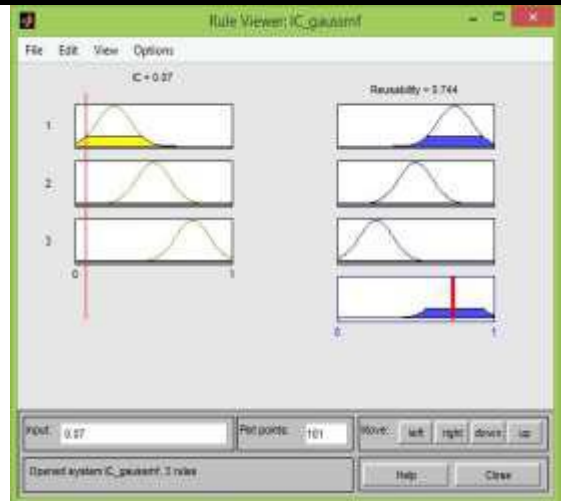 Rule Viewer: IC_gaussmf
File Edit View Options
IC = 0.07
Reusability = 0.744
1
2
3
0 1
0 1
Input: 0.07
Plot points: 101
Move: left right down up
Opened system IC_gaussmf, 3 rules
Help Close